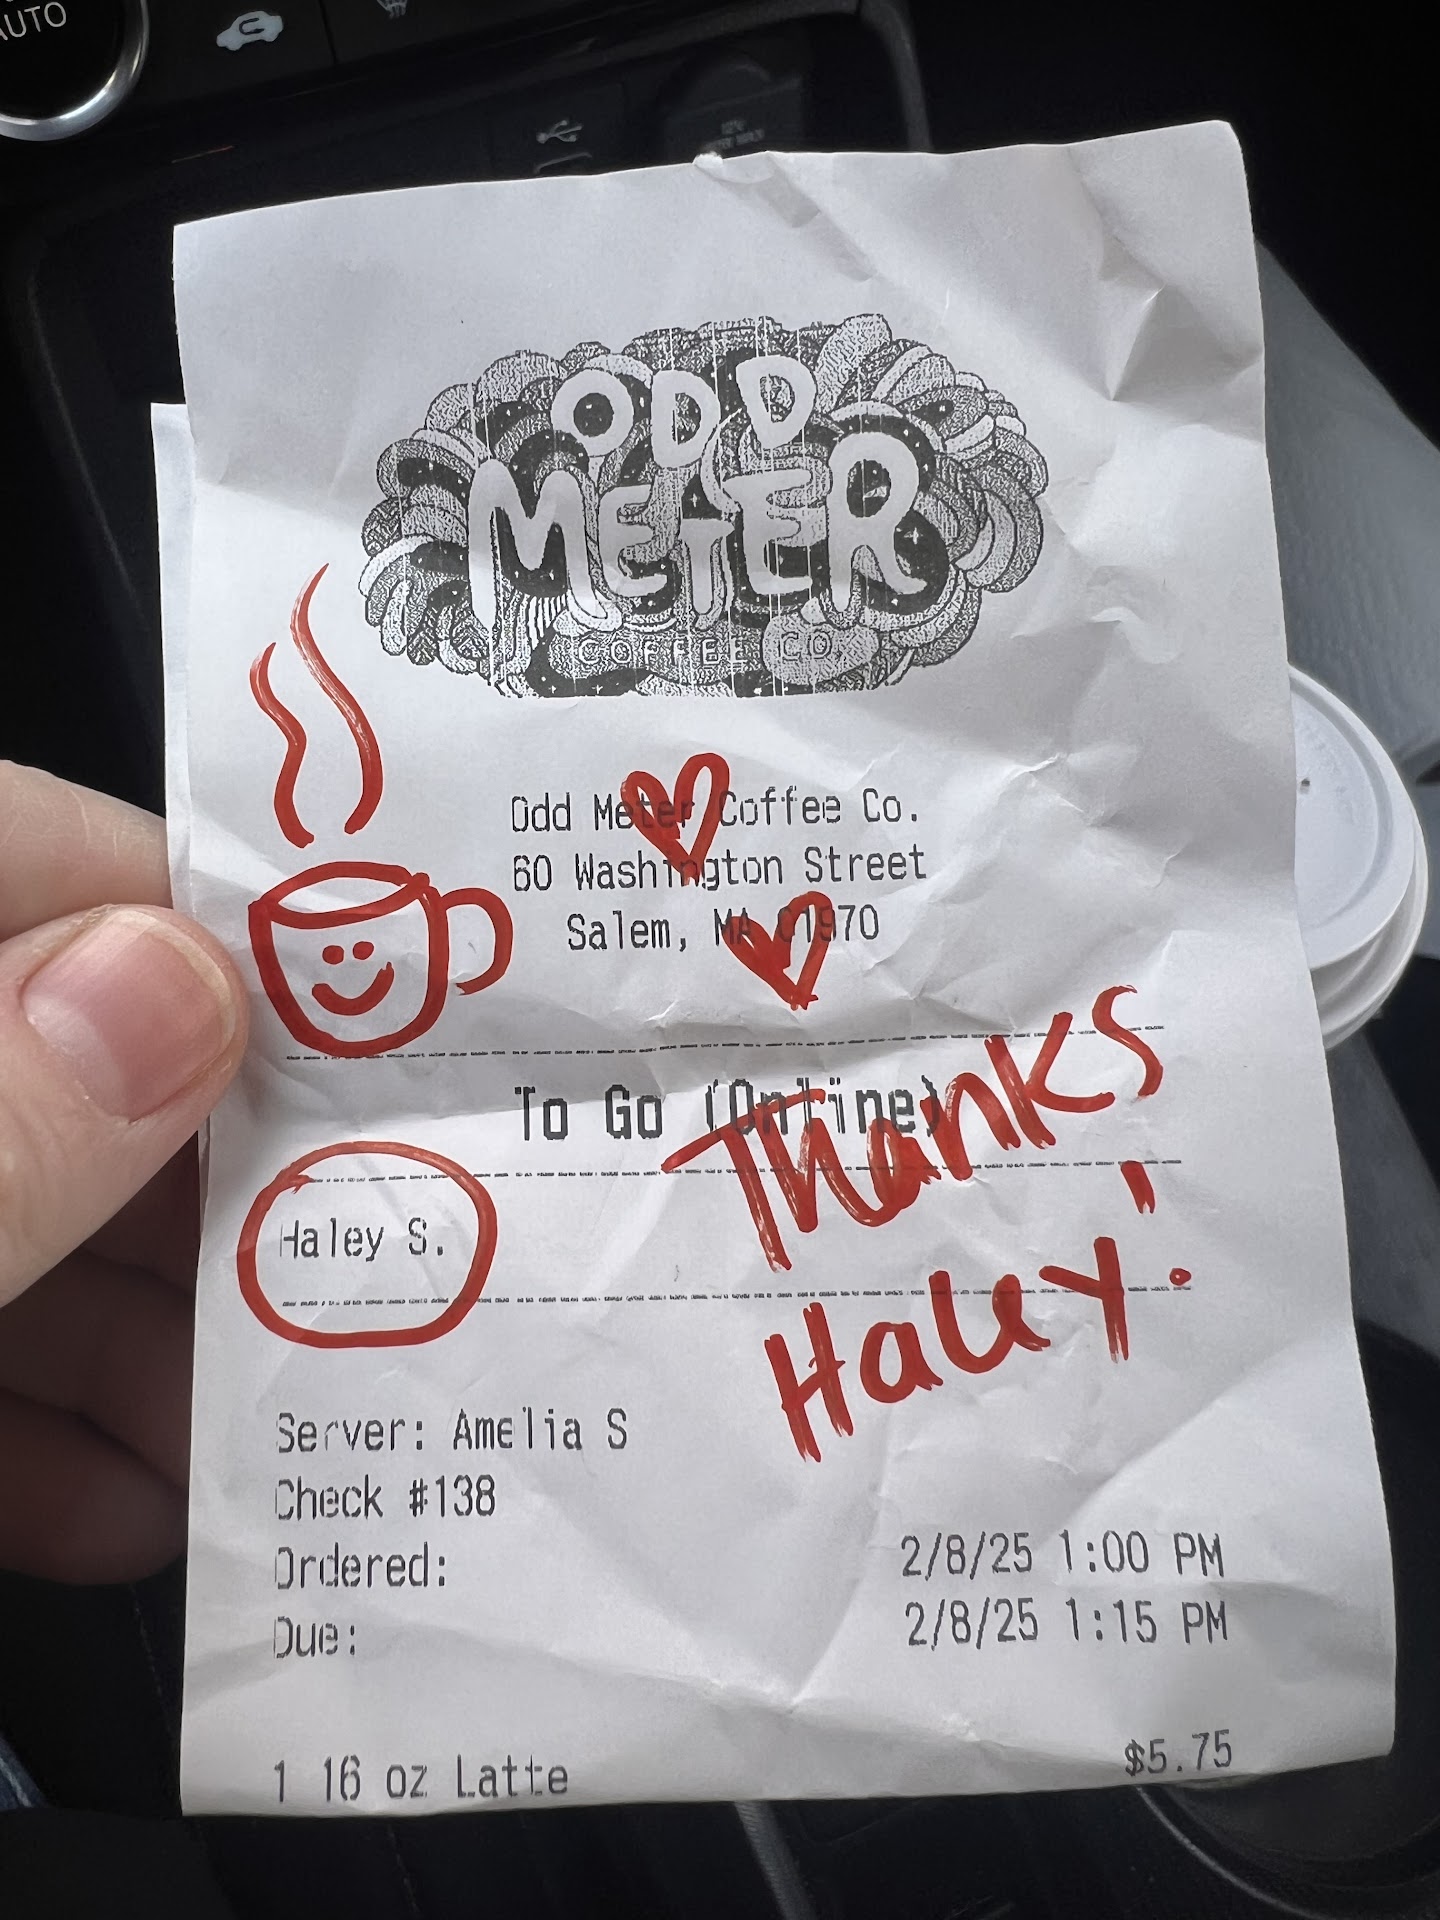 AUTO
ODD
METER
COFFEE CO.
Odd Meter Coffee Co.
60 Washington Street
Salem, MA 01970
To Go (Online)
Thanks
Haley!
Haley S.
Server: Amelia S
Check #138
Ordered: 2/8/25 1:00 PM
Due: 2/8/25 1:15 PM
1 16 oz Latte $5.75